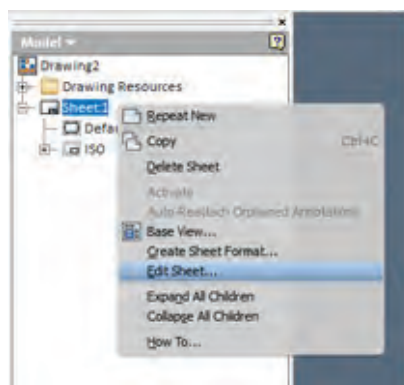 Model
Drawing2
Drawing Resources
Sheet:1
Defa
ISO
Repeat New
Copy Ctrl+C
Delete Sheet
Activate
Auto-Reattach Orphaned Annotations
Base View...
Create Sheet Format...
Edit Sheet...
Expand All Children
Collapse All Children
How To...